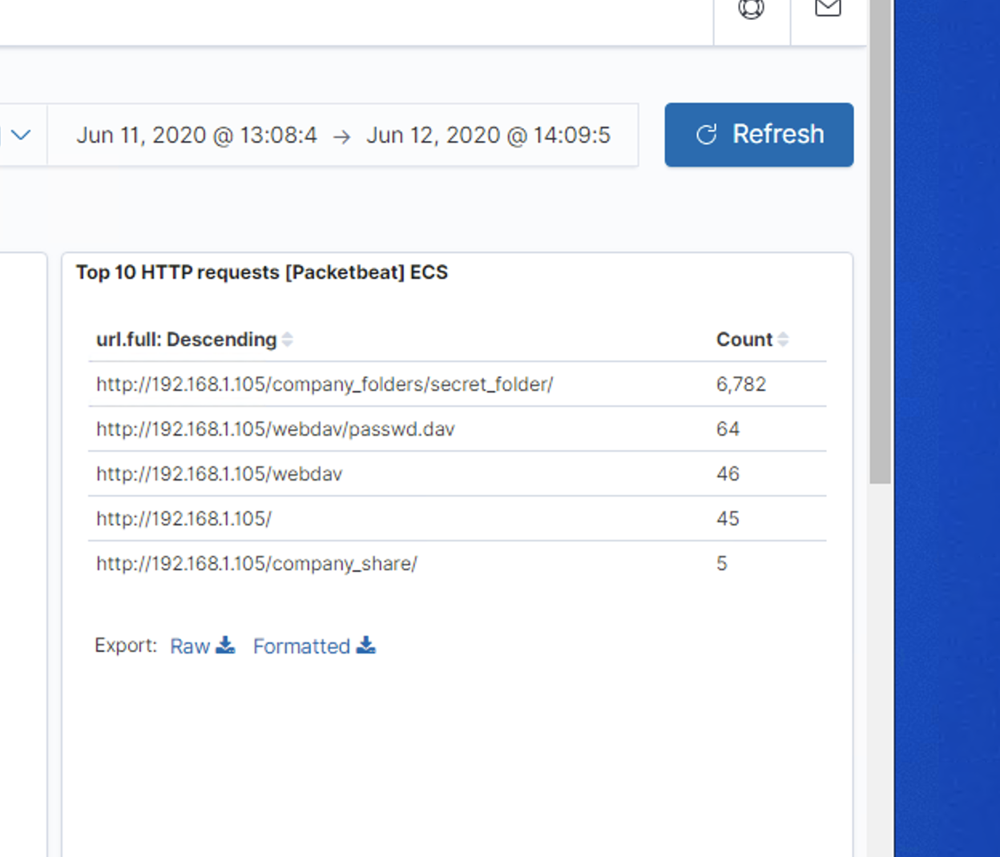 Jun 11, 2020 @ 13:08:4 → Jun 12, 2020 @ 14:09:5 Refresh
Top 10 HTTP requests [Packetbeat] ECS
url.full: Descending Count
http://192.168.1.105/company_folders/secret_folder/ 6,782
http://192.168.1.105/webdav/passwd.dav 64
http://192.168.1.105/webdav 46
http://192.168.1.105/ 45
http://192.168.1.105/company_share/ 5
Export: Raw Formatted